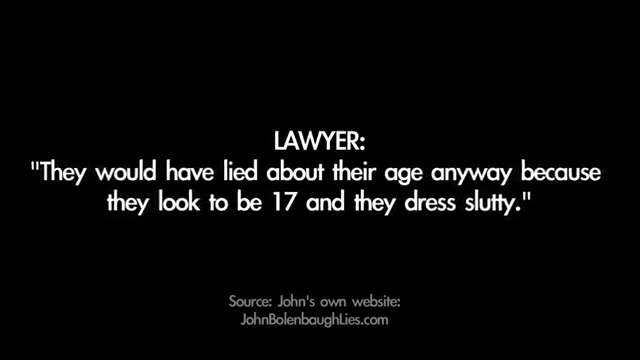 LAWYER:
"They would have lied about their age anyway because
they look to be 17 and they dress slutty."
Source: John's own website:
JohnBolenbaughLies.com